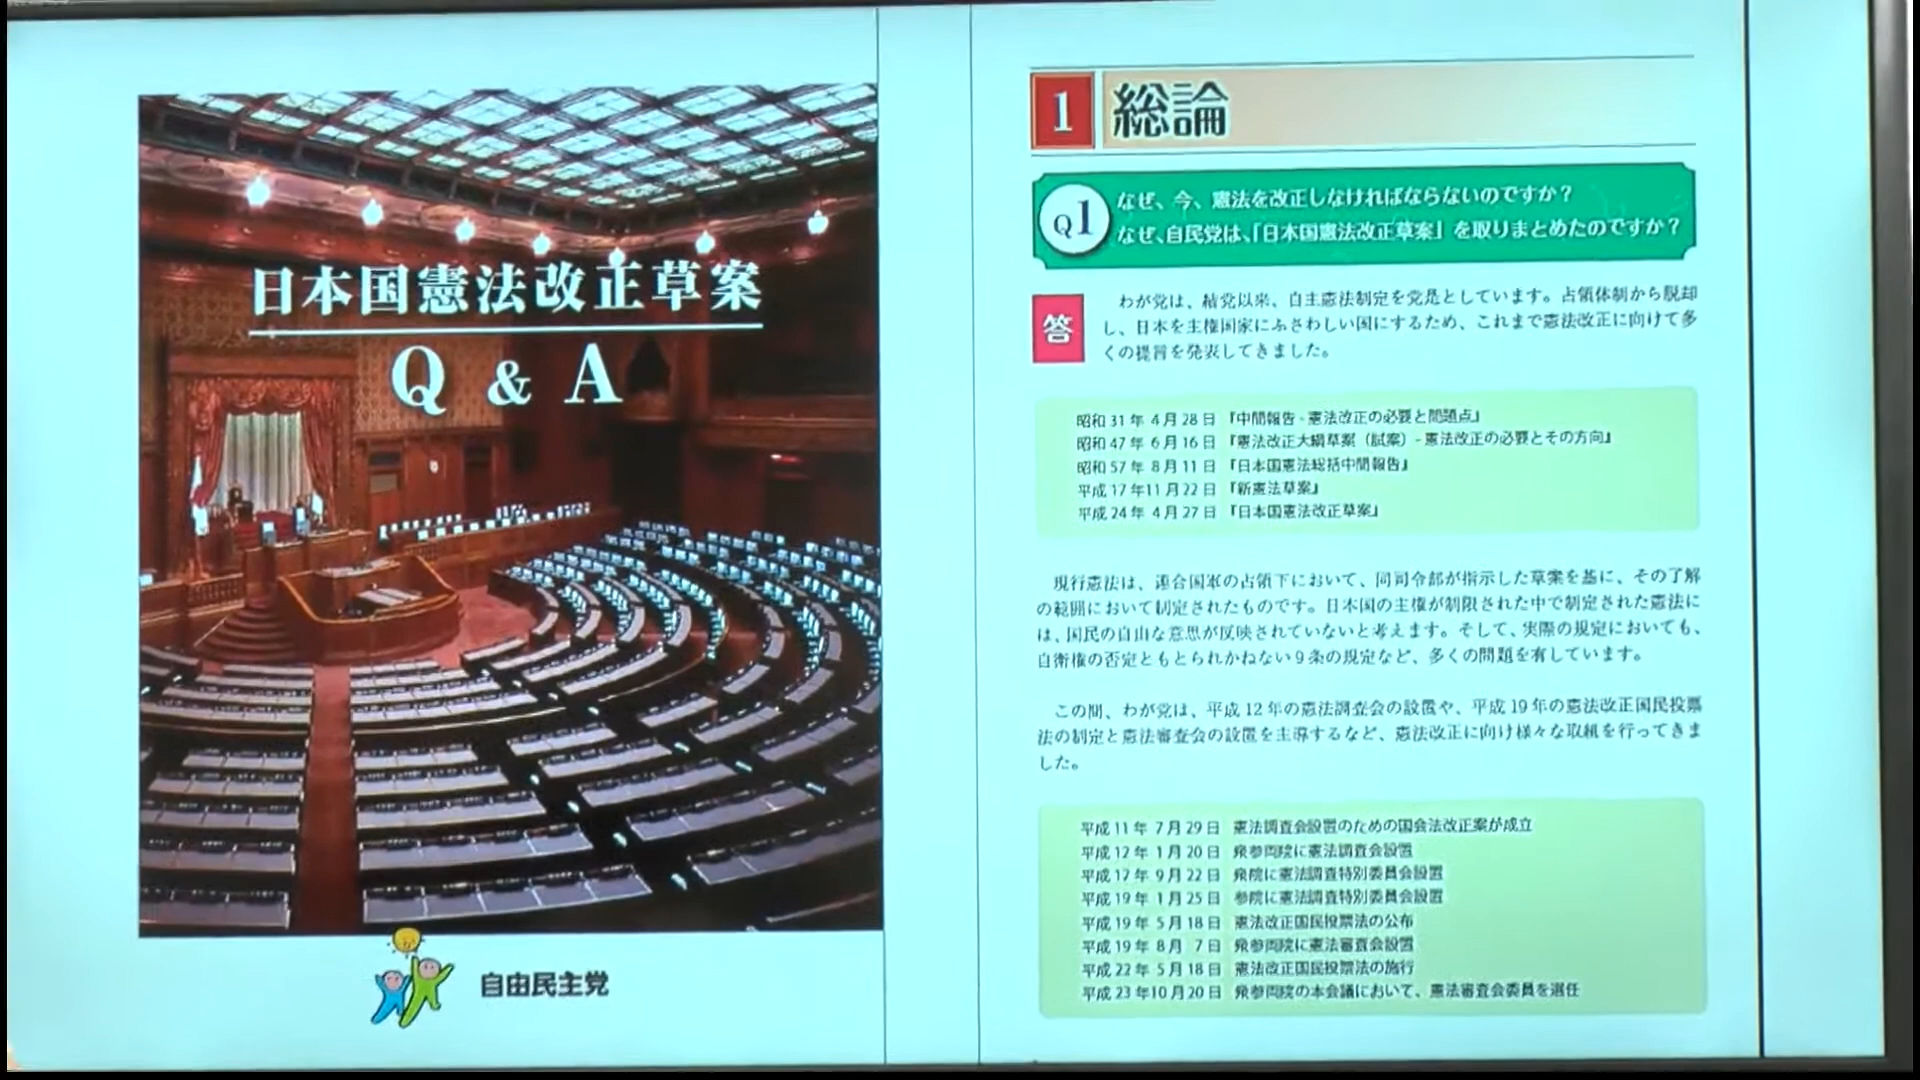 日本国憲法改正草案
Q & A
自由民主党
1 総論
Q1 なぜ、今、憲法を改正しなければならないのですか？
なぜ、自民党は、「日本国憲法改正草案」を取りまとめたのですか？
答 わが党は、結党以来、自主憲法制定を党是としています。占領体制から脱却
し、日本を主権国家にふさわしい国にするため、これまで憲法改正に向けて多
くの提言を発表してきました。
昭和31年 4月28日 『中間報告-憲法改正の必要と問題点』
昭和47年 6月16日 『憲法改正大綱草案（試案）-憲法改正の必要とその方向』
昭和57年 8月11日 『日本国憲法総括中間報告』
平成17年11月22日 『新憲法草案』
平成24年 4月27日 『日本国憲法改正草案』
現行憲法は、連合国軍の占領下において、同司令部が指示した草案を基に、その了解
の範囲において制定されたものです。日本国の主権が制限された中で制定された憲法に
は、国民の自由な意思が反映されていないと考えます。そして、実際の規定においても、
自衛権の否定ともとられかねない9条の規定など、多くの問題を有しています。
この間、わが党は、平成12年の憲法調査会の設置や、平成19年の憲法改正国民投票
法の制定と憲法審査会の設置を主導するなど、憲法改正に向け様々な取組を行ってきま
した。
平成11年 7月29日 憲法調査会設置のための国会法改正案が成立
平成12年 1月20日 衆参両院に憲法調査会設置
平成17年 9月22日 衆院に憲法調査特別委員会設置
平成19年 1月25日 参院に憲法調査特別委員会設置
平成19年 5月18日 憲法改正国民投票法の公布
平成19年 8月 7日 衆参両院に憲法審査会設置
平成22年 5月18日 憲法改正国民投票法の施行
平成23年10月20日 衆参両院の本会議において、憲法審査会委員を選任